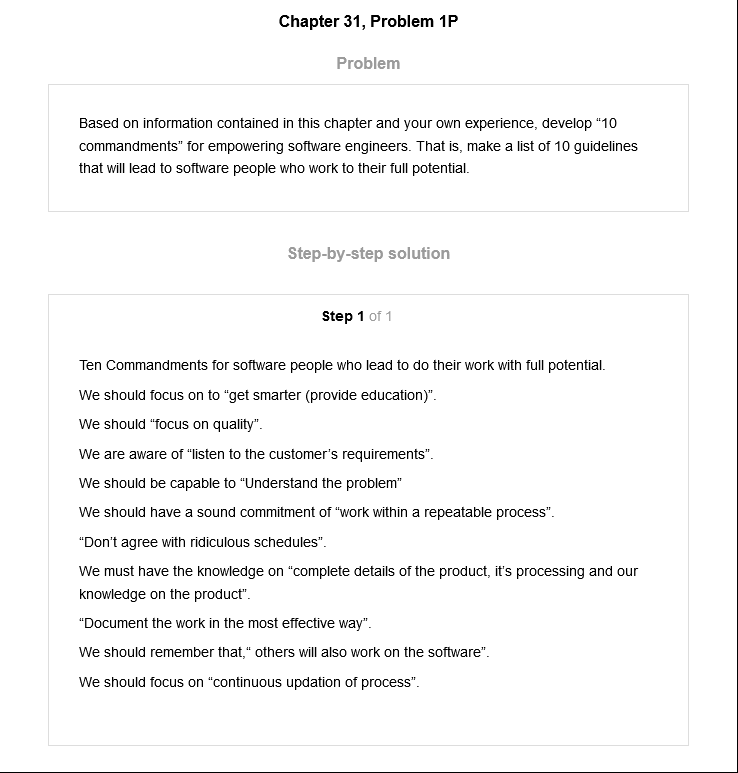 Chapter 31, Problem 1P
Problem
Based on information contained in this chapter and your own experience, develop “10
commandments” for empowering software engineers. That is, make a list of 10 guidelines
that will lead to software people who work to their full potential.
Step-by-step solution
Step 1 of 1
Ten Commandments for software people who lead to do their work with full potential.
We should focus on to “get smarter (provide education)”.
We should “focus on quality”.
We are aware of “listen to the customer’s requirements”.
We should be capable to “Understand the problem”
We should have a sound commitment of “work within a repeatable process”.
“Don’t agree with ridiculous schedules”.
We must have the knowledge on “complete details of the product, it’s processing and our
knowledge on the product”.
“Document the work in the most effective way”.
We should remember that,“ others will also work on the software”.
We should focus on “continuous updation of process”.